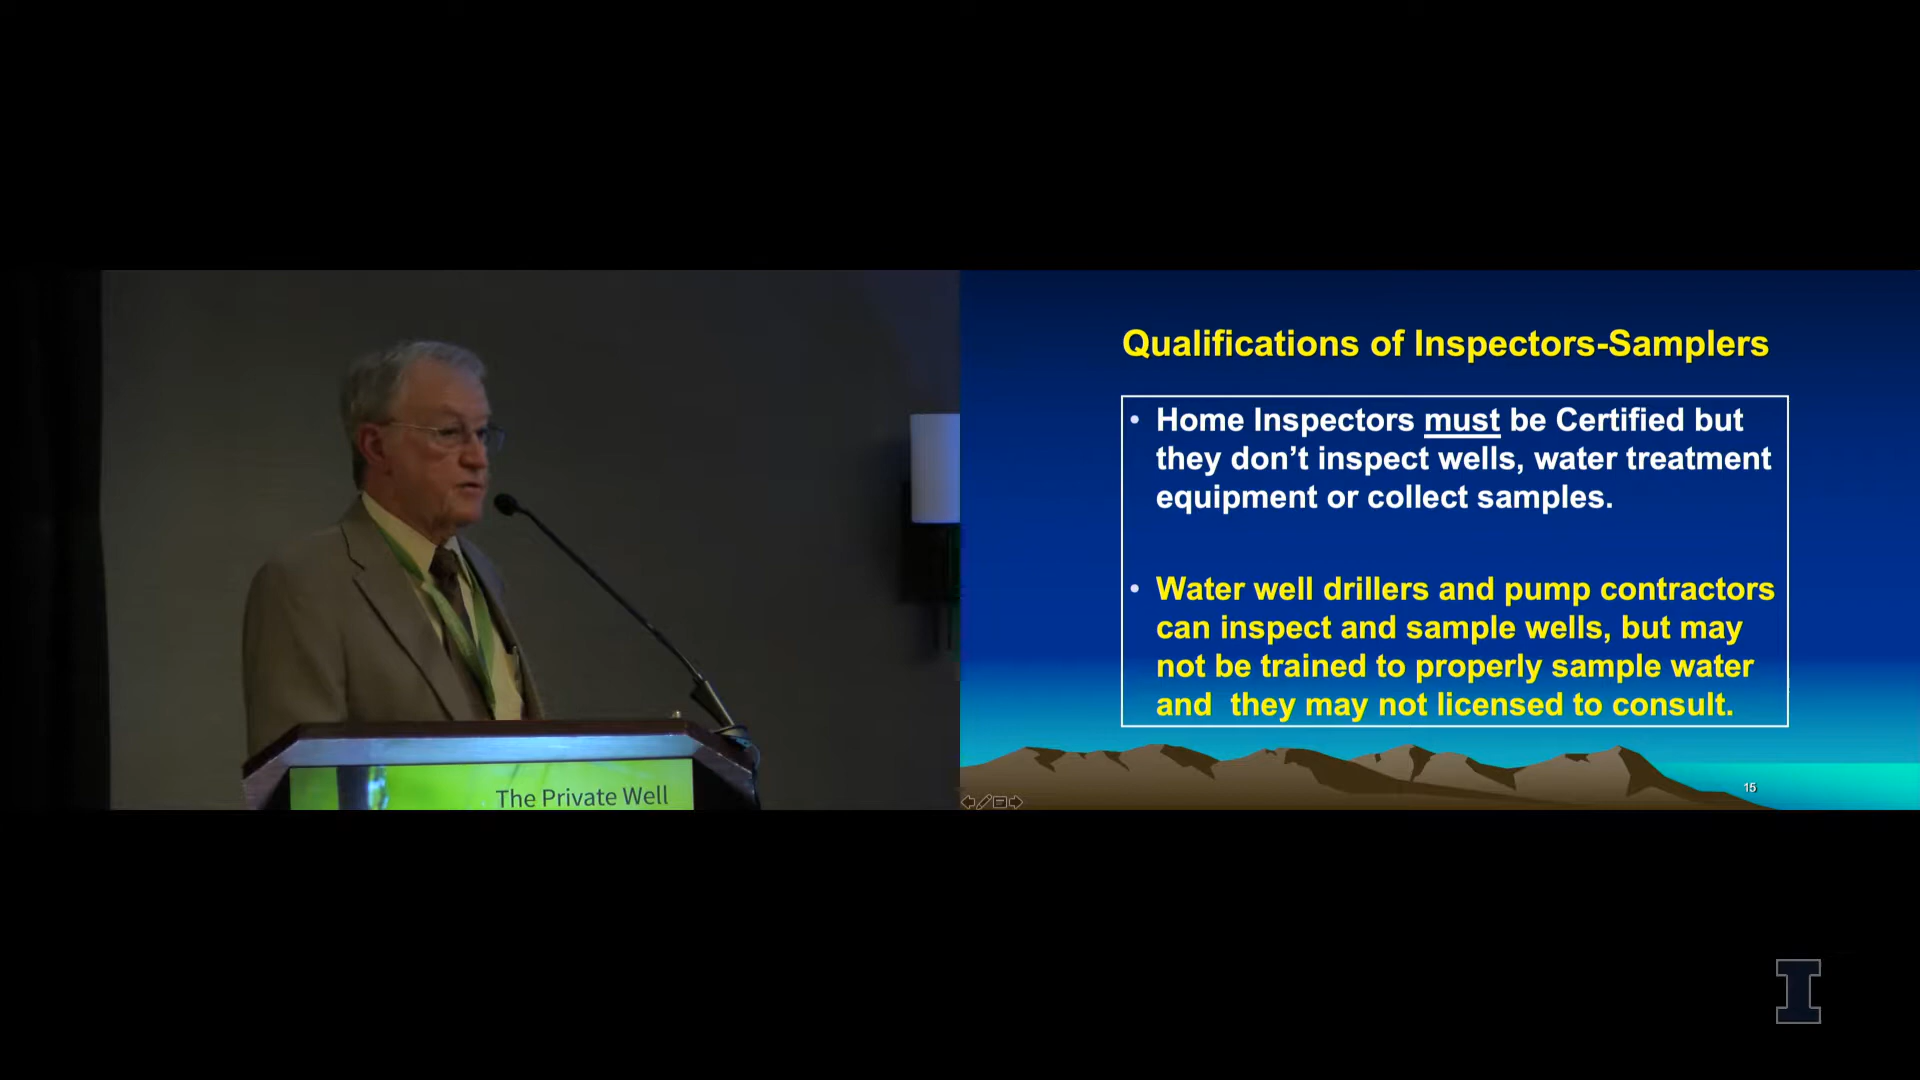 The Private Well
Qualifications of Inspectors-Samplers
• Home Inspectors must be Certified but
they don’t inspect wells, water treatment
equipment or collect samples.
• Water well drillers and pump contractors
can inspect and sample wells, but may
not be trained to properly sample water
and  they may not licensed to consult.
15
I